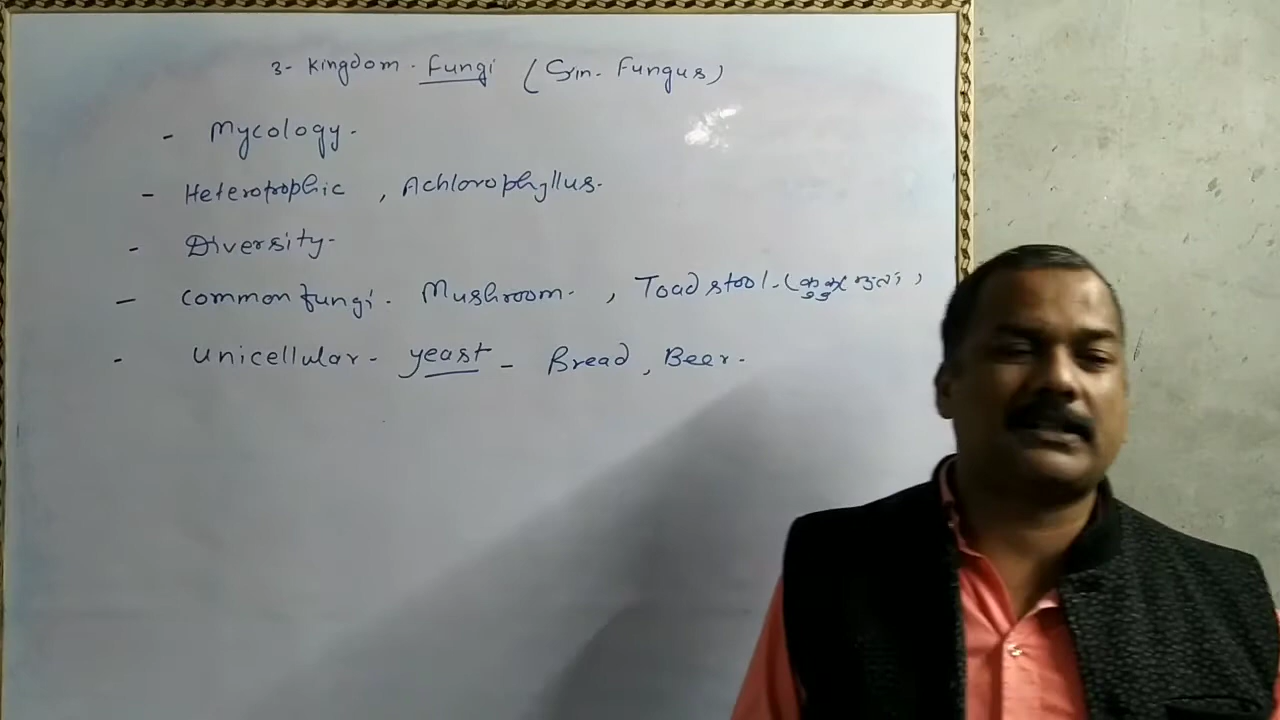 3- Kingdom - Fungi (Sin. Fungus)
- Mycology -
- Heterotrophic , Achlorophyllus.
- Diversity -
- Common fungi - Mushroom - , Toad stool - (
- Unicellular - yeast - Bread , Beer -